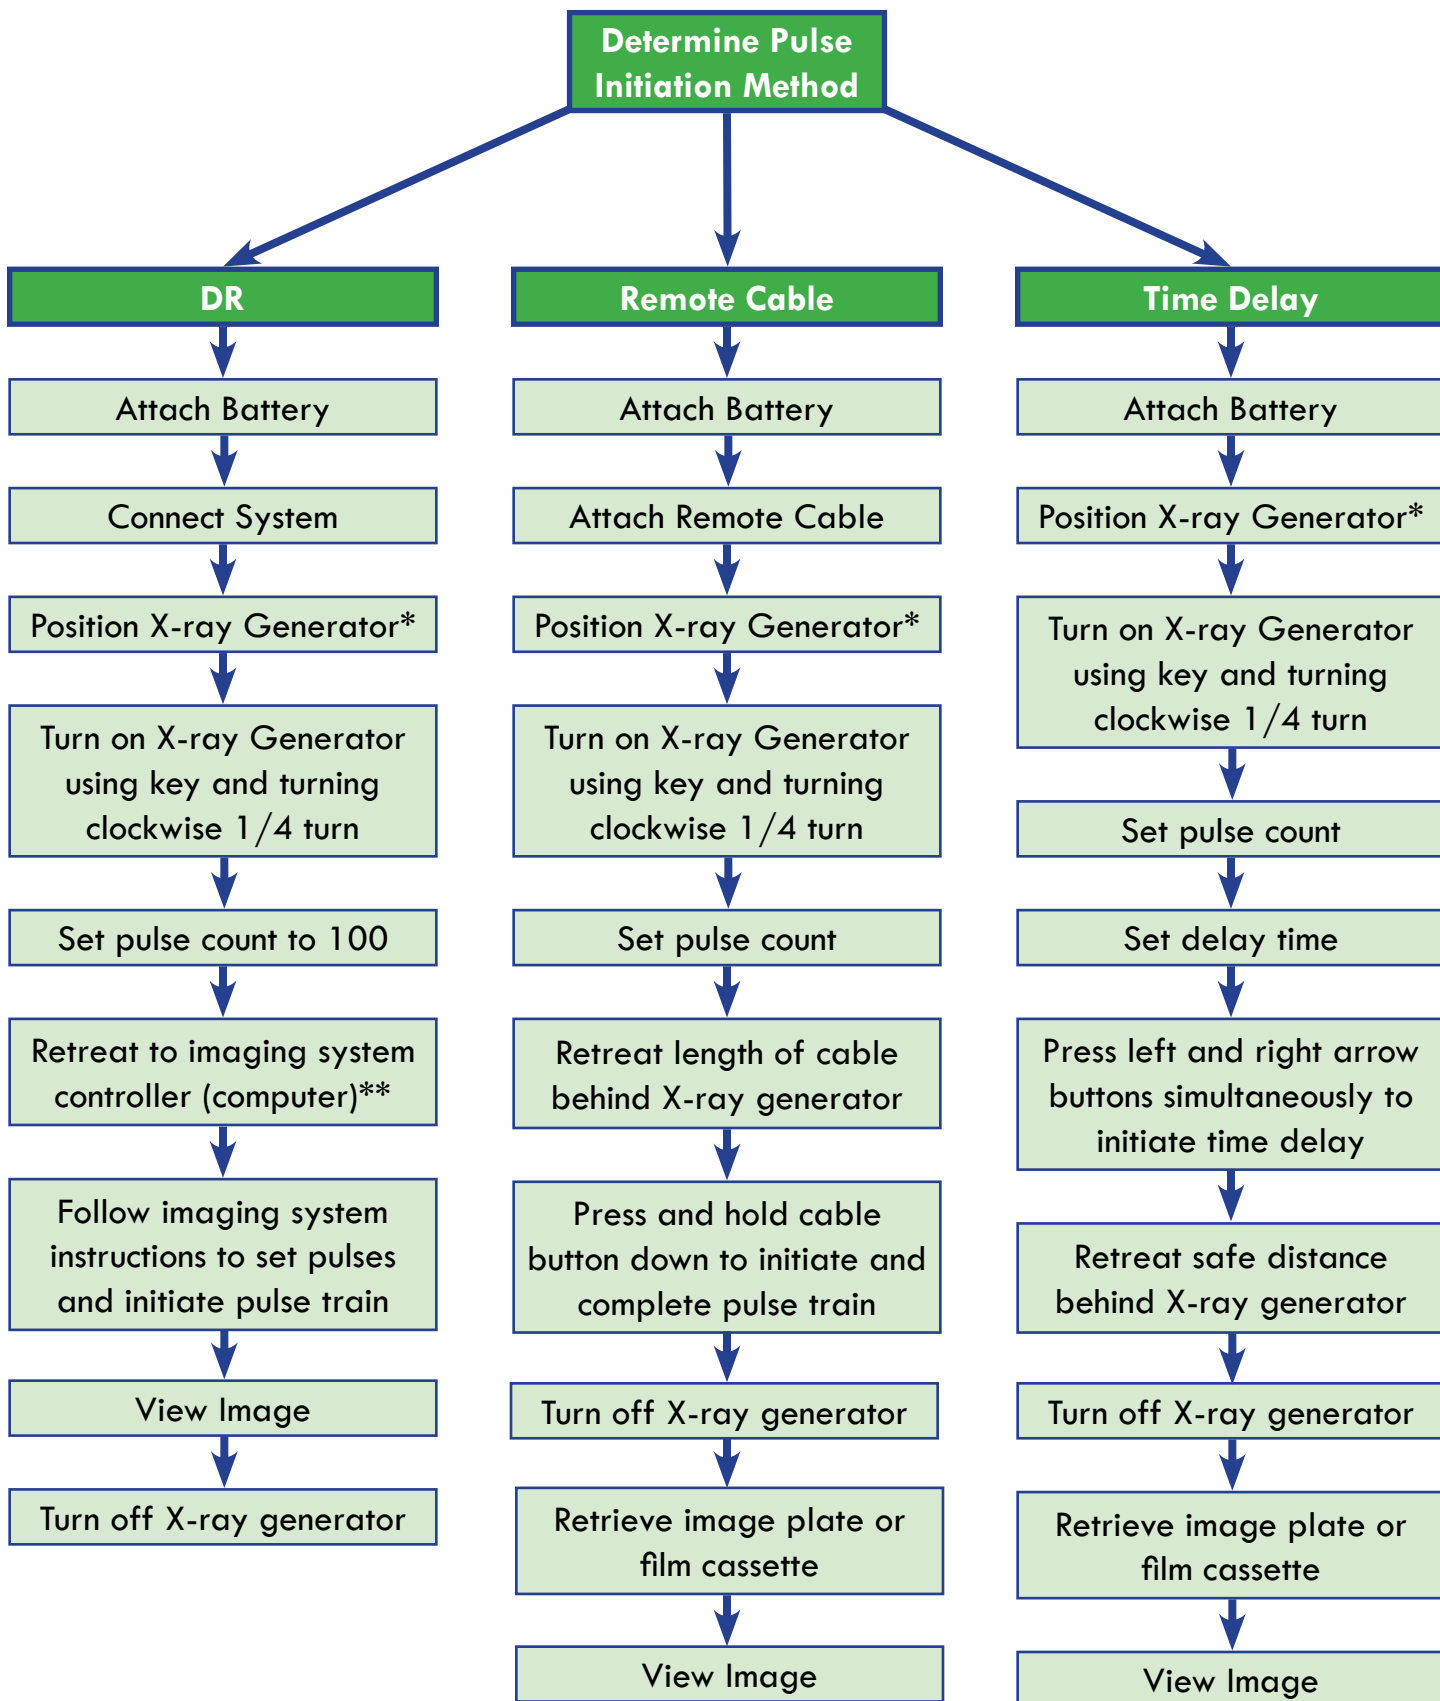 Determine Pulse
Initiation Method
DR
Attach Battery
Connect System
Position X-ray Generator*
Turn on X-ray Generator
using key and turning
clockwise 1/4 turn
Set pulse count to 100
Retreat to imaging system
controller (computer)**
Follow imaging system
instructions to set pulses
and initiate pulse train
View Image
Turn off X-ray generator
Remote Cable
Attach Battery
Attach Remote Cable
Position X-ray Generator*
Turn on X-ray Generator
using key and turning
clockwise 1/4 turn
Set pulse count
Retreat length of cable
behind X-ray generator
Press and hold cable
button down to initiate and
complete pulse train
Turn off X-ray generator
Retrieve image plate or
film cassette
View Image
Time Delay
Attach Battery
Position X-ray Generator*
Turn on X-ray Generator
using key and turning
clockwise 1/4 turn
Set pulse count
Set delay time
Press left and right arrow
buttons simultaneously to
initiate time delay
Retreat safe distance
behind X-ray generator
Turn off X-ray generator
Retrieve image plate or
film cassette
View Image